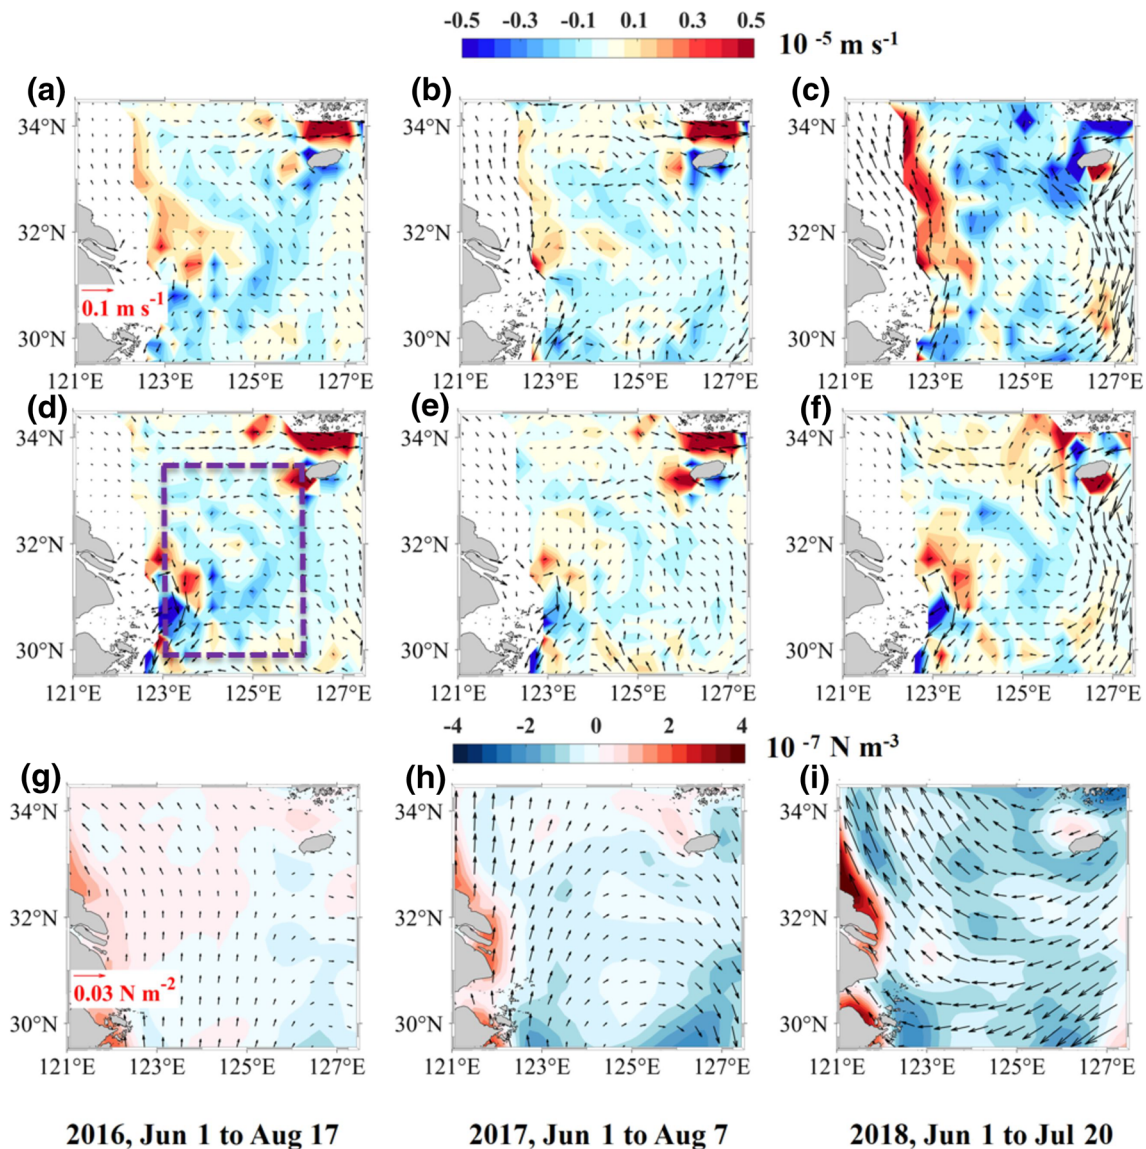 -0.5 -0.3 -0.1 0.1 0.3 0.5
10 -5 m s-1
(a) (b) (c)
34°N 34°N 34°N
32°N 32°N 32°N
0.1 m s-1
30°N 30°N 30°N
121°E 123°E 125°E 127°E 121°E 123°E 125°E 127°E 121°E 123°E 125°E 127°E
(d) (e) (f)
34°N 34°N 34°N
32°N 32°N 32°N
30°N 30°N 30°N
121°E 123°E 125°E 127°E 121°E 123°E 125°E 127°E 121°E 123°E 125°E 127°E
-4 -2 0 2 4
10 -7 N m-3
(g) (h) (i)
34°N 34°N 34°N
32°N 32°N 32°N
0.03 N m-2
30°N 30°N 30°N
121°E 123°E 125°E 127°E 121°E 123°E 125°E 127°E 121°E 123°E 125°E 127°E
2016, Jun 1 to Aug 17 2017, Jun 1 to Aug 7 2018, Jun 1 to Jul 20